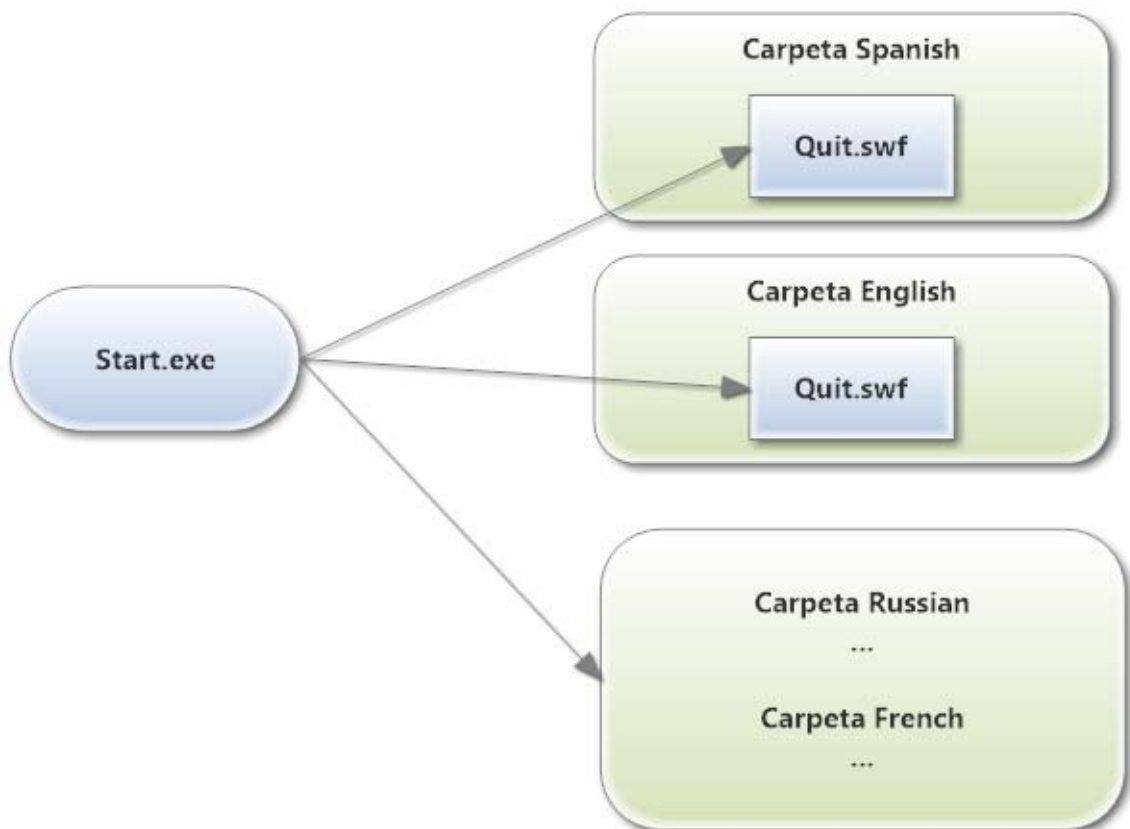 Carpeta Spanish
Quit.swf
Carpeta English
Quit.swf
Start.exe
Carpeta Russian
...
Carpeta French
...